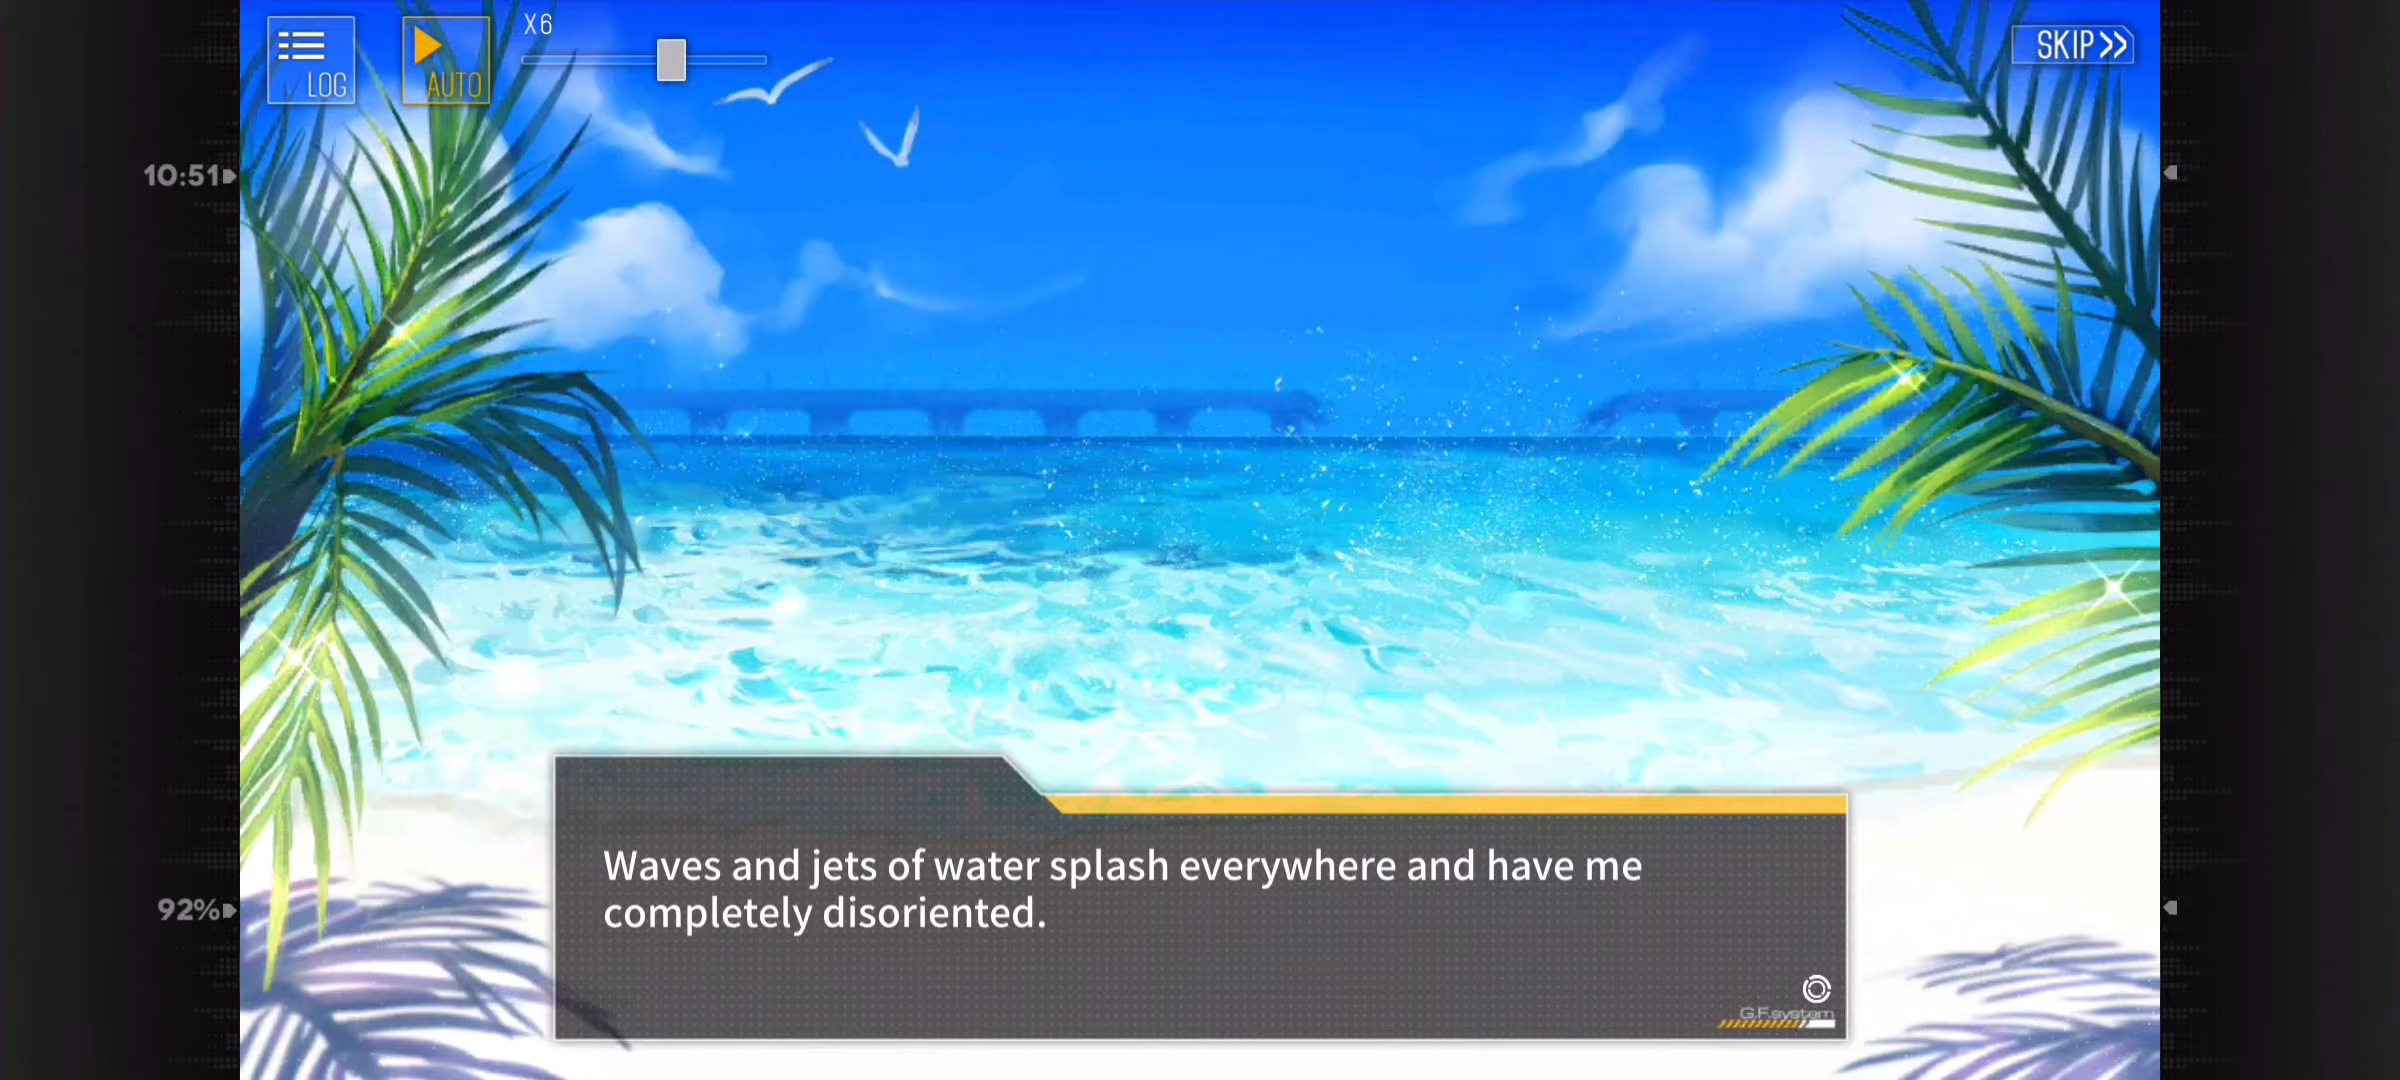 LOG
AUTO
X6
SKIP
10:51
Waves and jets of water splash everywhere and have me
completely disoriented.
92%
G.F.system